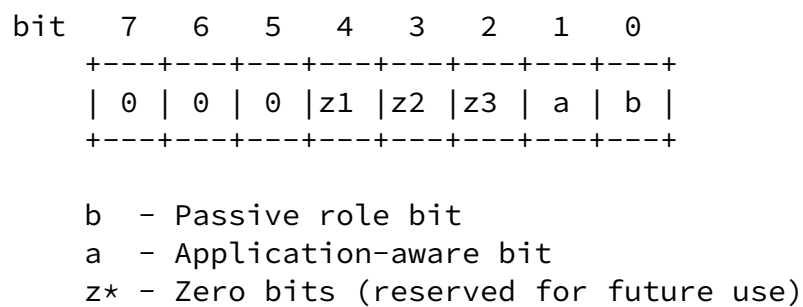 bit   7   6   5   4   3   2   1   0
    +---+---+---+---+---+---+---+---+
    | 0 | 0 | 0 |z1 |z2 |z3 | a | b |
    +---+---+---+---+---+---+---+---+
    b  - Passive role bit
    a  - Application-aware bit
    z* - Zero bits (reserved for future use)